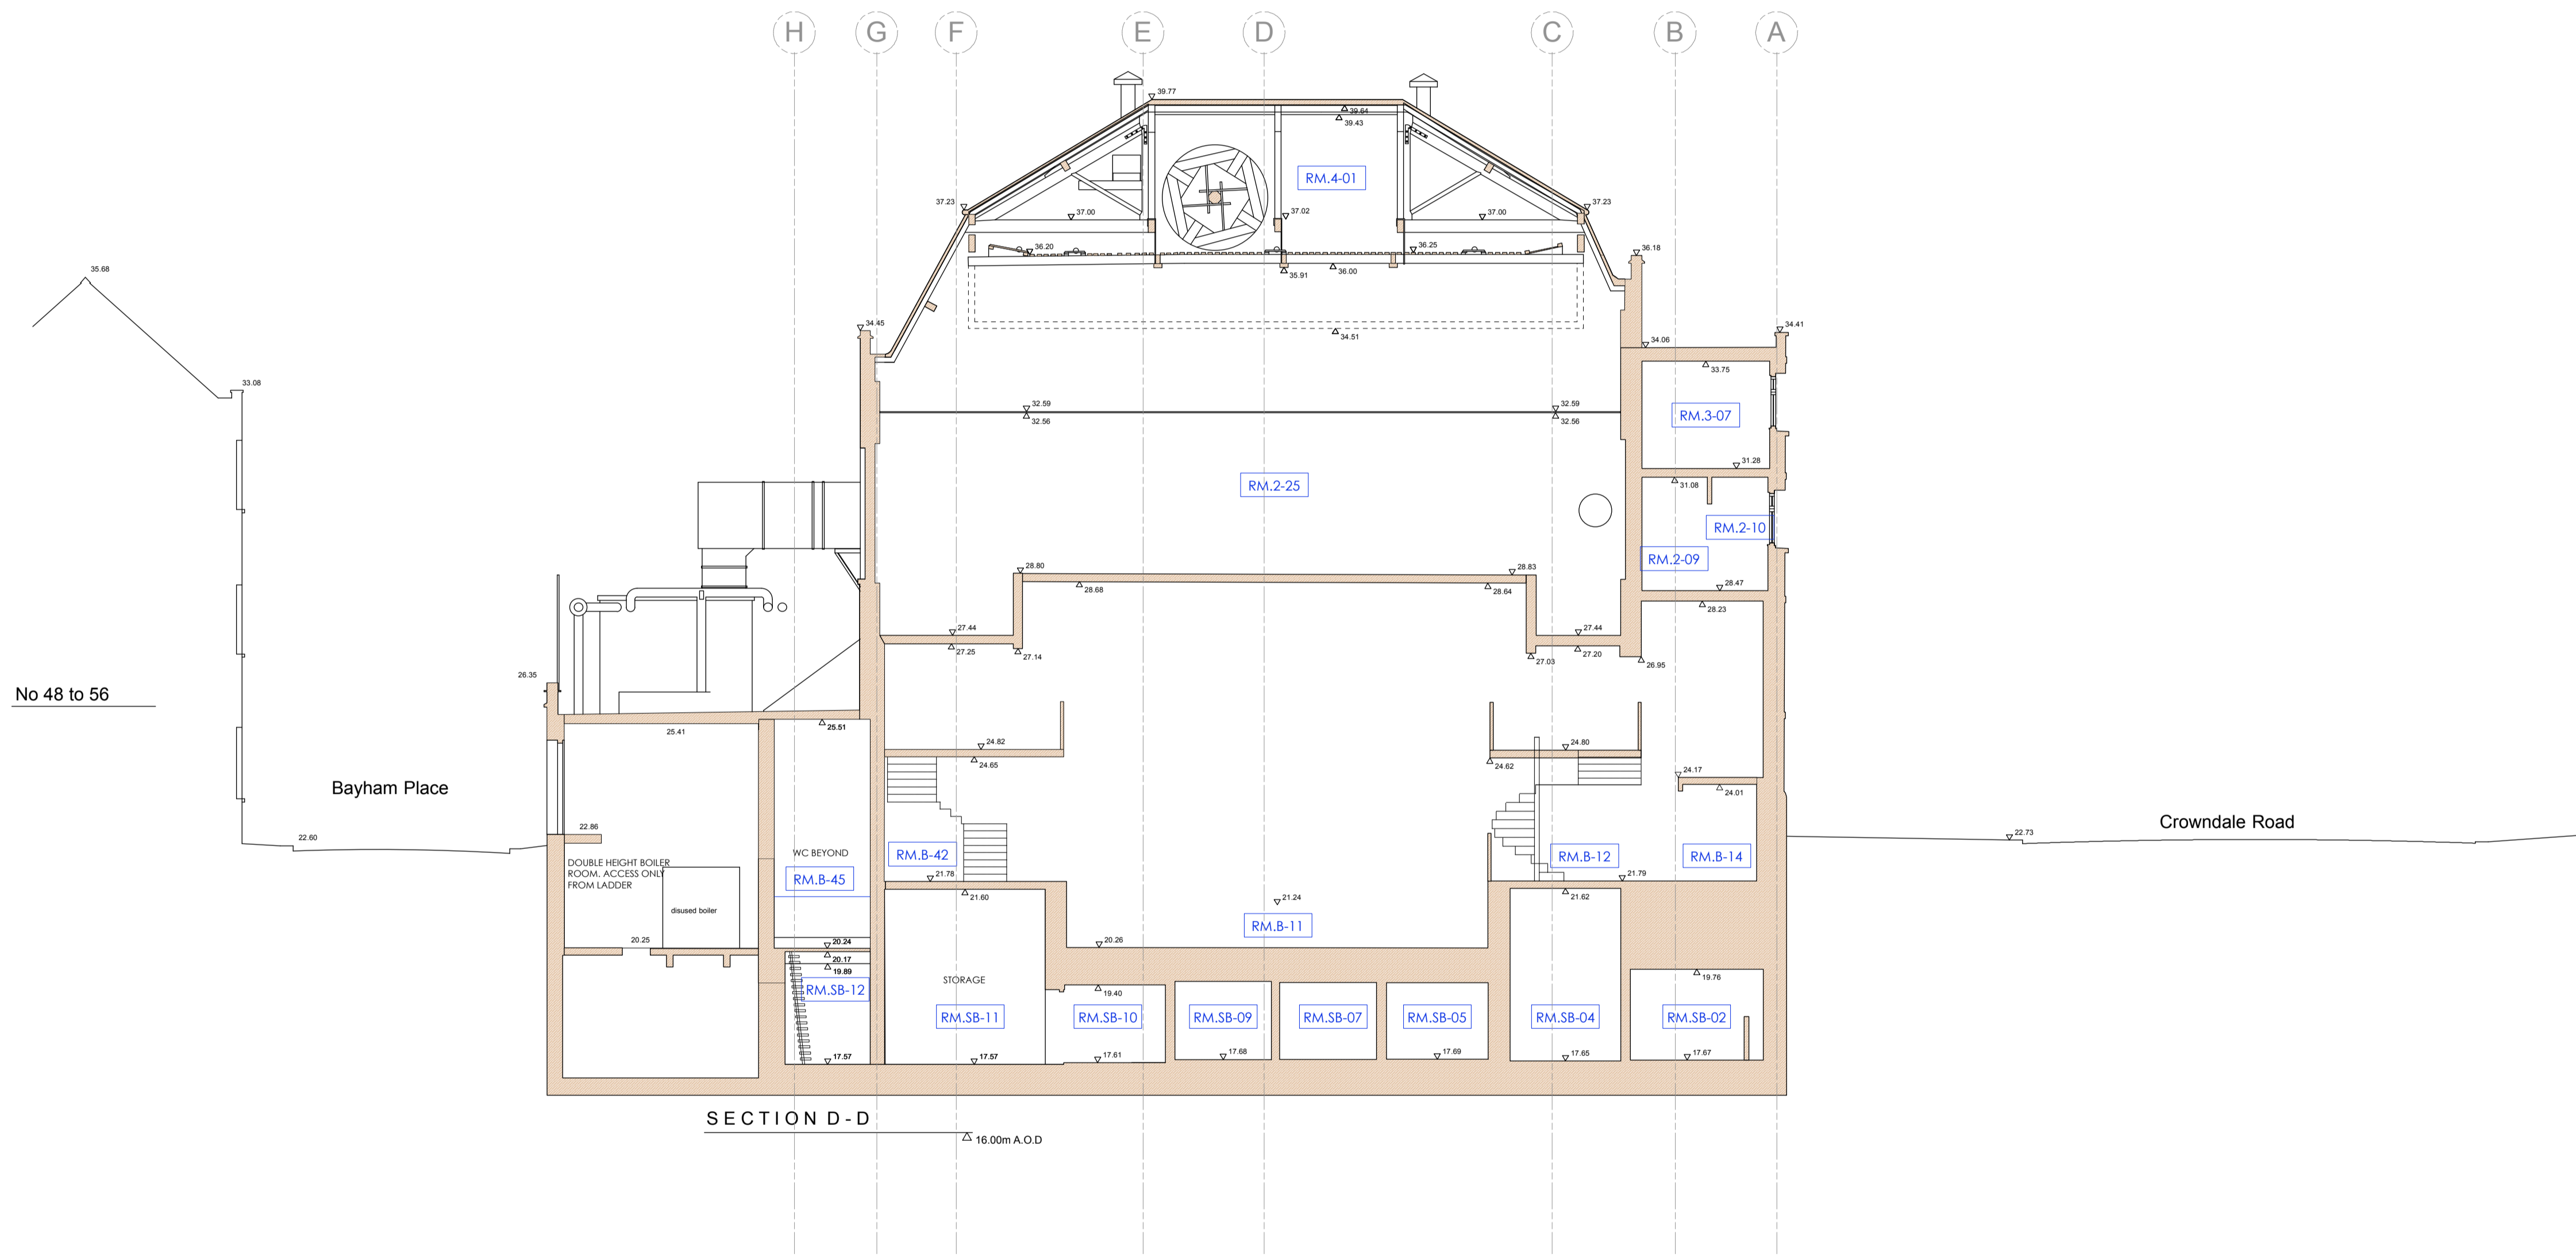 H G F E D C B A
39.77
39.64
39.43
RM.4-01
37.23
37.00
37.02
37.00
37.23
36.20
36.25
36.18
35.91
36.00
35.68
34.45
34.51
34.41
34.06
33.75
33.08
32.59
32.56
32.59
32.56
RM.3-07
31.28
31.08
RM.2-25
RM.2-10
RM.2-09
28.80
28.83
28.68
28.64
28.47
28.23
27.44
27.25
27.14
27.44
27.20
27.03
26.95
26.35
No 48 to 56
25.51
25.41
24.82
24.65
24.80
24.62
24.17
24.01
Bayham Place
22.86
22.60
Crowndale Road
22.73
DOUBLE HEIGHT BOILER
ROOM. ACCESS ONLY
FROM LADDER
disused boiler
WC BEYOND
RM.B-45
RM.B-42
RM.B-12
RM.B-14
21.78
21.79
21.60
21.62
21.24
RM.B-11
20.25
20.24
20.26
20.17
19.89
19.76
19.40
STORAGE
RM.SB-12
RM.SB-11
RM.SB-10
RM.SB-09
RM.SB-07
RM.SB-05
RM.SB-04
RM.SB-02
17.57
17.57
17.61
17.68
17.69
17.65
17.67
SECTION D-D
16.00m A.O.D